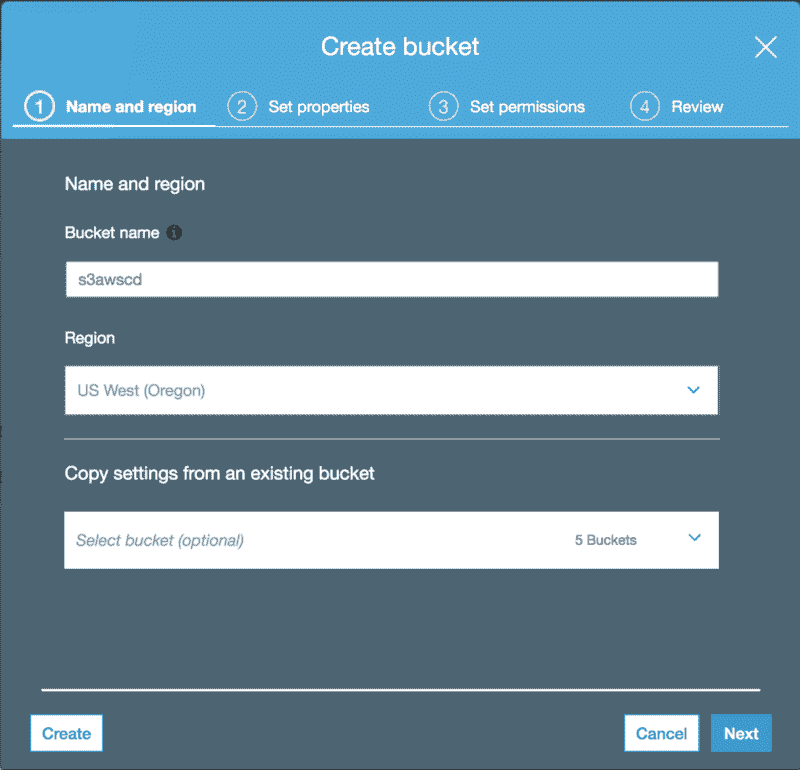 Create bucket
1 Name and region 2 Set properties 3 Set permissions 4 Review
Name and region
Bucket name i
s3awscd
Region
US West (Oregon)
Copy settings from an existing bucket
Select bucket (optional) 5 Buckets
Create Cancel Next